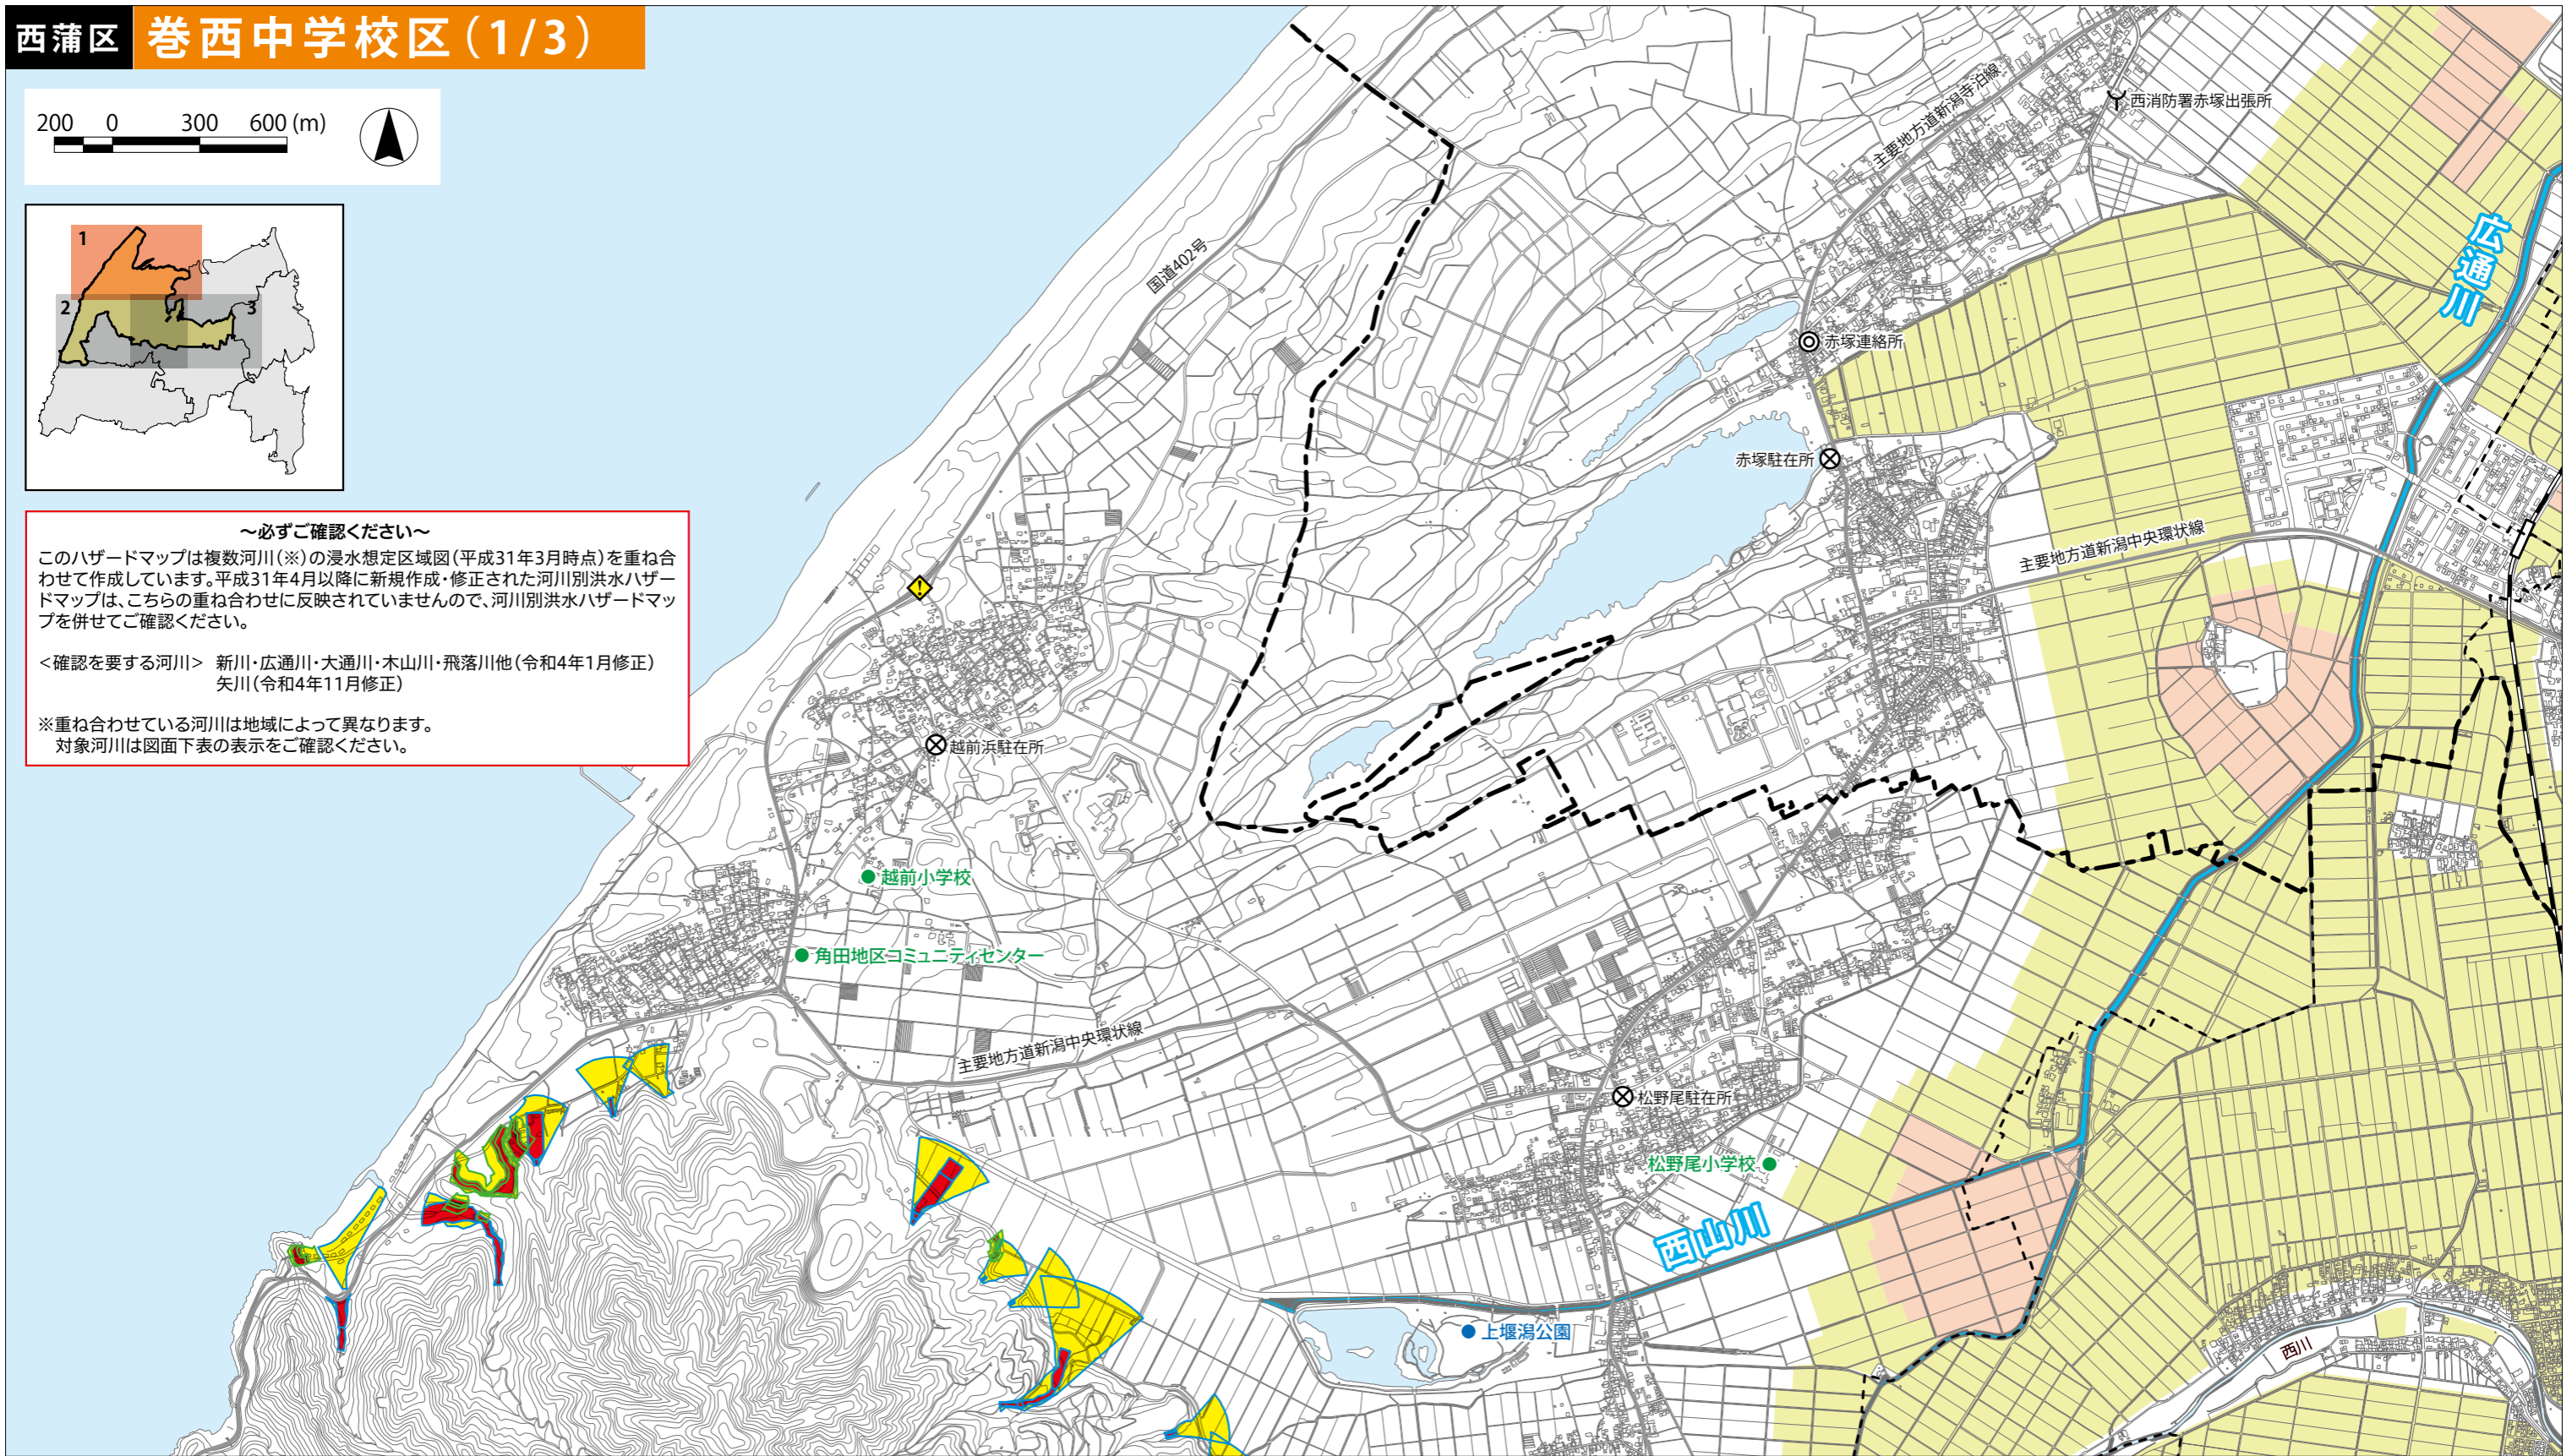 西蒲区 巻西中学校区(1/3)
200 0 300 600 (m)
1
2
3
～必ずご確認ください～
このハザードマップは複数河川(※)の浸水想定区域図(平成31年3月時点)を重ね合
わせて作成しています。平成31年4月以降に新規作成・修正された河川別洪水ハザー
ドマップは、こちらの重ね合わせに反映されていませんので、河川別洪水ハザードマッ
プを併せてご確認ください。
<確認を要する河川> 新川・広通川・大通川・木山川・飛落川他(令和4年1月修正)
矢川(令和4年11月修正)
※重ね合わせている河川は地域によって異なります。
対象河川は図面下表の表示をご確認ください。
主要地方道新潟寺泊線
西消防署赤塚出張所
国道402号
広通川
赤塚連絡所
赤塚駐在所
主要地方道新潟中央環状線
越前浜駐在所
越前小学校
角田地区コミュニティセンター
主要地方道新潟中央環状線
松野尾駐在所
松野尾小学校
西山川
上堰潟公園
西川